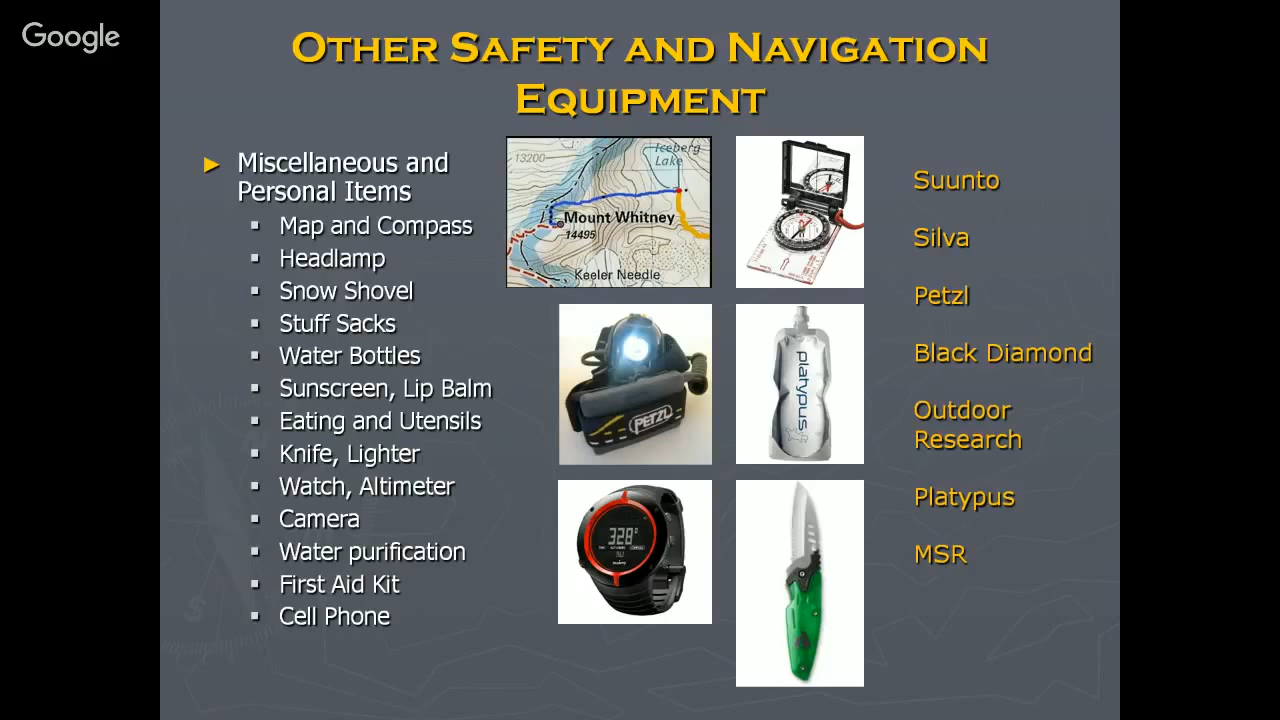 Google
OTHER SAFETY AND NAVIGATION
EQUIPMENT
Miscellaneous and
Personal Items
Map and Compass
Headlamp
Snow Shovel
Stuff Sacks
Water Bottles
Sunscreen, Lip Balm
Eating and Utensils
Knife, Lighter
Watch, Altimeter
Camera
Water purification
First Aid Kit
Cell Phone
13200
Iceberg
Lake
Mount Whitney
14495
Keeler Needle
PETZL
platypus
328°
Suunto
Silva
Petzl
Black Diamond
Outdoor
Research
Platypus
MSR